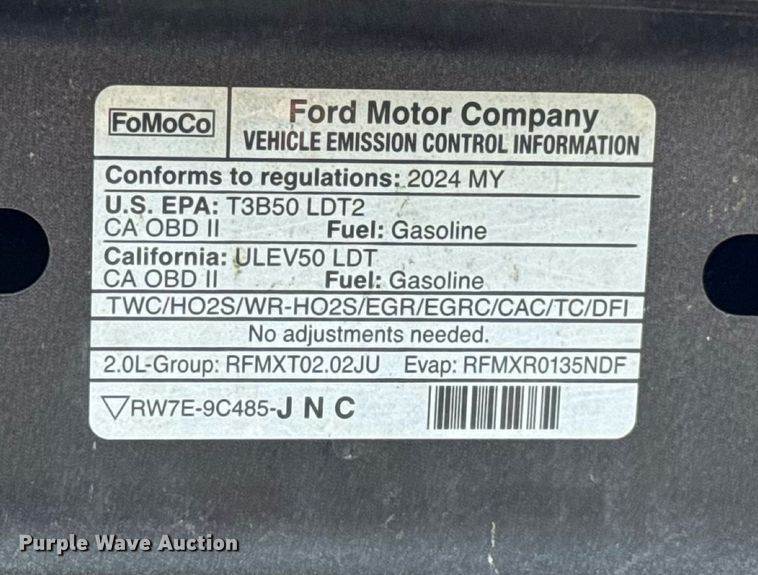 FoMoCo
Ford Motor Company
VEHICLE EMISSION CONTROL INFORMATION
Conforms to regulations: 2024 MY
U.S. EPA: T3B50 LDT2
CA OBD II Fuel: Gasoline
California: ULEV50 LDT
CA OBD II Fuel: Gasoline
TWC/HO2S/WR-HO2S/EGR/EGRC/CAC/TC/DFI
No adjustments needed.
2.0L-Group: RFMXT02.02JU Evap: RFMXR0135NDF
RW7E-9C485-J N C
Purple Wave Auction